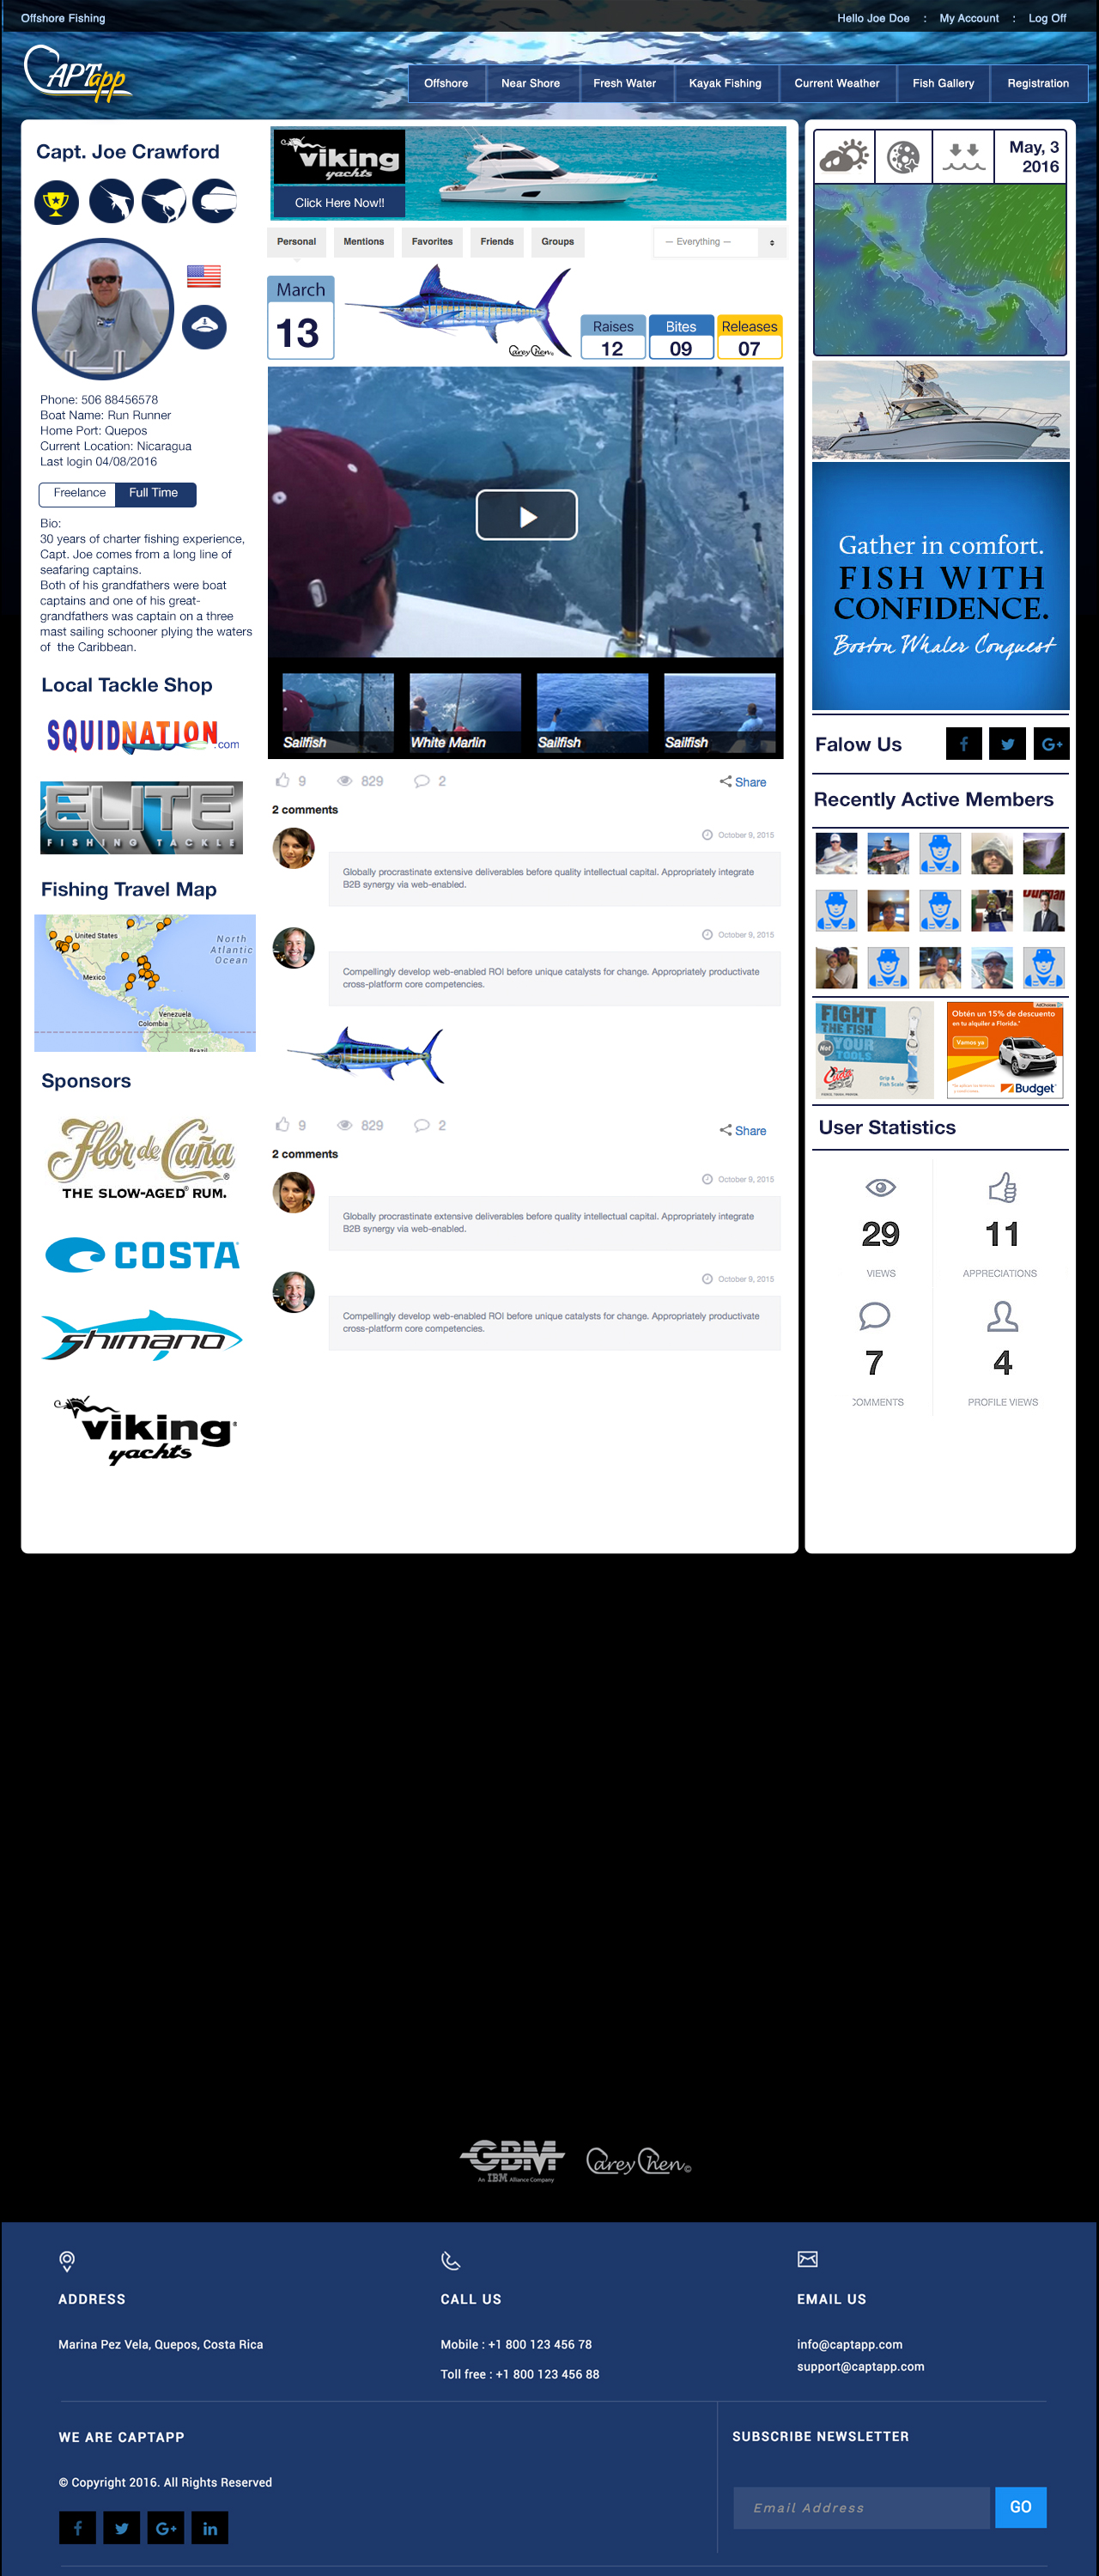 Offshore Fishing
Hello Joe Doe : My Account : Log Off
CAPTapp
Offshore
Near Shore
Fresh Water
Kayak Fishing
Current Weather
Fish Gallery
Registration
Capt. Joe Crawford
Phone: 506 88456578
Boat Name: Run Runner
Home Port: Quepos
Current Location: Nicaragua
Last login 04/08/2016
Freelance
Full Time
Bio:
30 years of charter fishing experience,
Capt. Joe comes from a long line of
seafaring captains.
Both of his grandfathers were boat
captains and one of his great-
grandfathers was captain on a three
mast sailing schooner plying the waters
of the Caribbean.
Local Tackle Shop
SQUIDNATION.com
ELITE
FISHING TACKLE
Fishing Travel Map
United States
North
Atlantic
Ocean
Mexico
Venezuela
Colombia
Brazil
Sponsors
Flor de Caña®
THE SLOW-AGED® RUM.
COSTA
SHIMANO
viking
yachts
viking
yachts
Click Here Now!!
Personal
Mentions
Favorites
Friends
Groups
— Everything —
March
13
Carey Chen©
Raises
12
Bites
09
Releases
07
Sailfish
White Marlin
Sailfish
Sailfish
9
829
2
Share
2 comments
October 9, 2015
Globally procrastinate extensive deliverables before quality intellectual capital. Appropriately integrate
B2B synergy via web-enabled.
October 9, 2015
Compellingly develop web-enabled ROI before unique catalysts for change. Appropriately productivate
cross-platform core competencies.
9
829
2
Share
2 comments
October 9, 2015
Globally procrastinate extensive deliverables before quality intellectual capital. Appropriately integrate
B2B synergy via web-enabled.
October 9, 2015
Compellingly develop web-enabled ROI before unique catalysts for change. Appropriately productivate
cross-platform core competencies.
May, 3
2016
Gather in comfort.
FISH WITH
CONFIDENCE.
Boston Whaler Conquest
Falow Us
Recently Active Members
FIGHT
THE FISH
Not
YOUR
TOOLS
Grip &
Fish Scale
AdChoices
Obtén un 15% de descuento
en tu alquiler a Florida.*
Vamos ya
Budget
User Statistics
29
VIEWS
11
APPRECIATIONS
7
COMMENTS
4
PROFILE VIEWS
GBM
An IBM Alliance Company
Carey Chen©
ADDRESS
Marina Pez Vela, Quepos, Costa Rica
CALL US
Mobile : +1 800 123 456 78
Toll free : +1 800 123 456 88
EMAIL US
info@captapp.com
support@captapp.com
WE ARE CAPTAPP
© Copyright 2016. All Rights Reserved
SUBSCRIBE NEWSLETTER
Email Address
GO